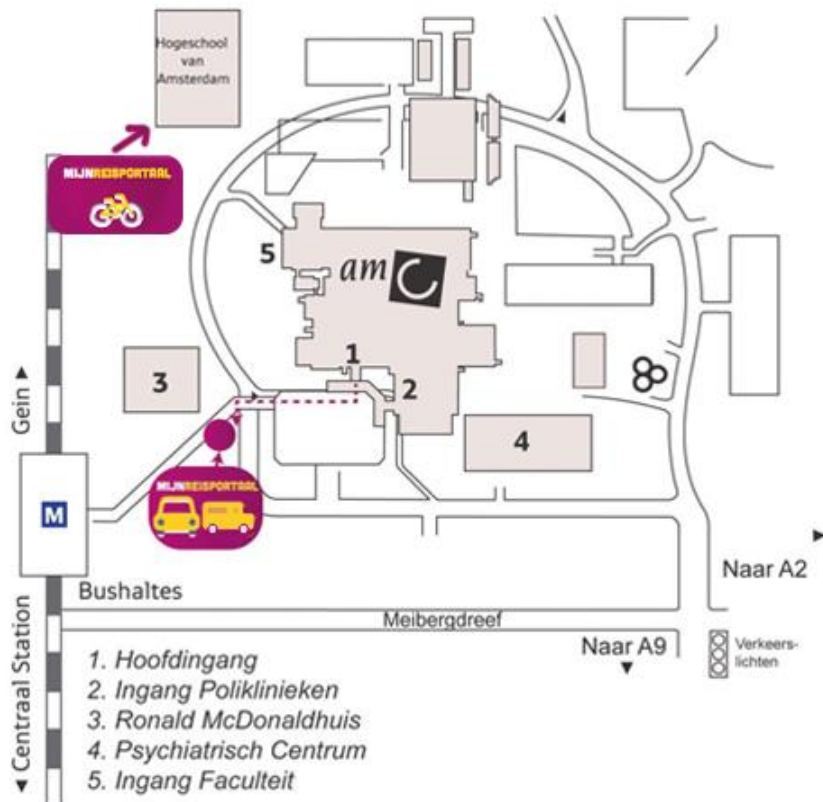 Hogeschool
van
Amsterdam
MIJNREISPORTAAL
5
am
1
3
2
4
Gein
MIJNREISPORTAAL
M
Naar A2
Bushaltes
Meibergdreef
Naar A9
Verkeers-
lichten
Centraal Station
1. Hoofdingang
2. Ingang Poliklinieken
3. Ronald McDonaldhuis
4. Psychiatrisch Centrum
5. Ingang Faculteit